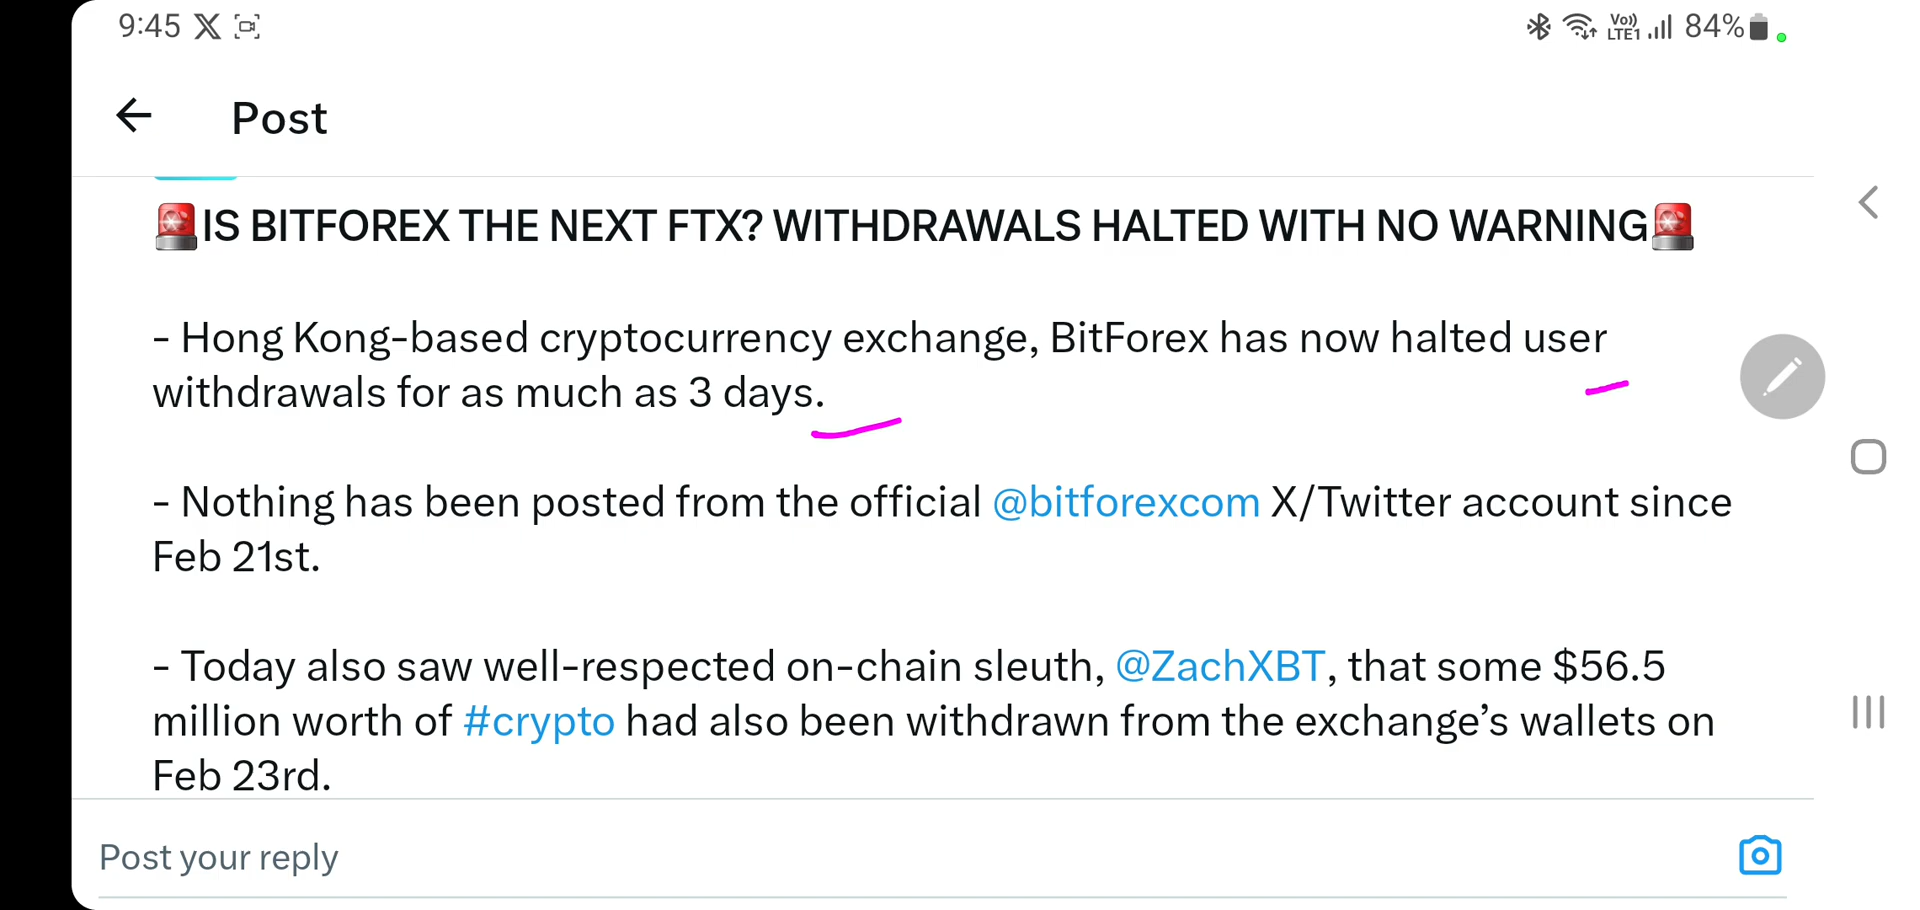 9:45
Vo))
LTE1
84%
Post
🚨IS BITFOREX THE NEXT FTX? WITHDRAWALS HALTED WITH NO WARNING🚨
- Hong Kong-based cryptocurrency exchange, BitForex has now halted user
withdrawals for as much as 3 days.
- Nothing has been posted from the official @bitforexcom X/Twitter account since
Feb 21st.
- Today also saw well-respected on-chain sleuth, @ZachXBT, that some $56.5
million worth of #crypto had also been withdrawn from the exchange’s wallets on
Feb 23rd.
Post your reply